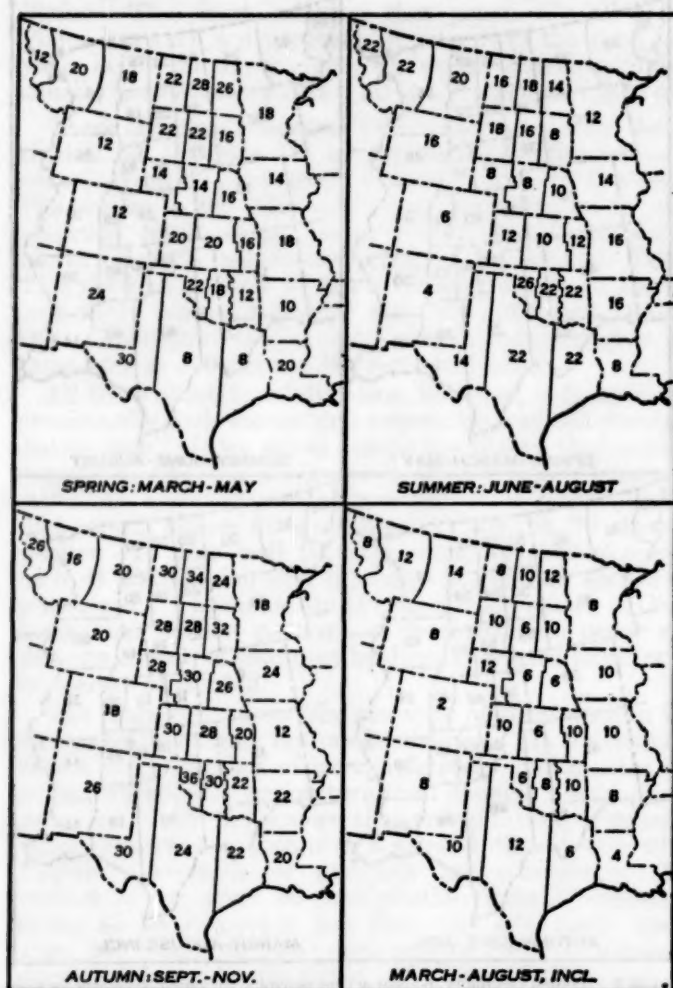 12 20 18 22 28 26 18
12 22 22 16
14 14 16 14
12 20 20 16 18
24 22 18 12 10
30 8 8 20
SPRING: MARCH-MAY
22 22 20 16 18 14 12
16 18 16 8
8 8 10 14
6 12 10 12 16
4 26 22 22 16
14 22 22 8
SUMMER: JUNE-AUGUST
26 16 20 30 34 24 18
20 28 28 32
28 30 26 24
18 30 28 20 12
26 36 30 22 22
30 24 22 20
AUTUMN: SEPT.-NOV.
8 12 14 8 10 12 8
8 10 6 10
12 6 6 10
2 10 6 10 10
8 6 8 10 8
10 12 6 4
MARCH-AUGUST, INCL.